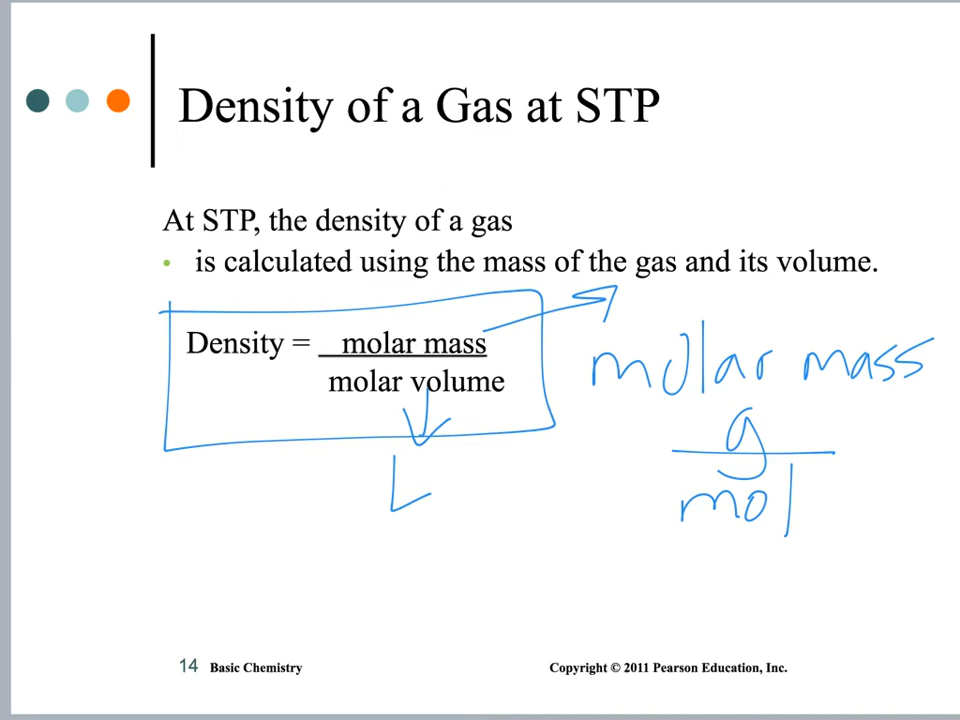 Density of a Gas at STP
At STP, the density of a gas
• is calculated using the mass of the gas and its volume.
Density = molar mass
molar volume
molar mass
g
mol
L
14 Basic Chemistry
Copyright © 2011 Pearson Education, Inc.